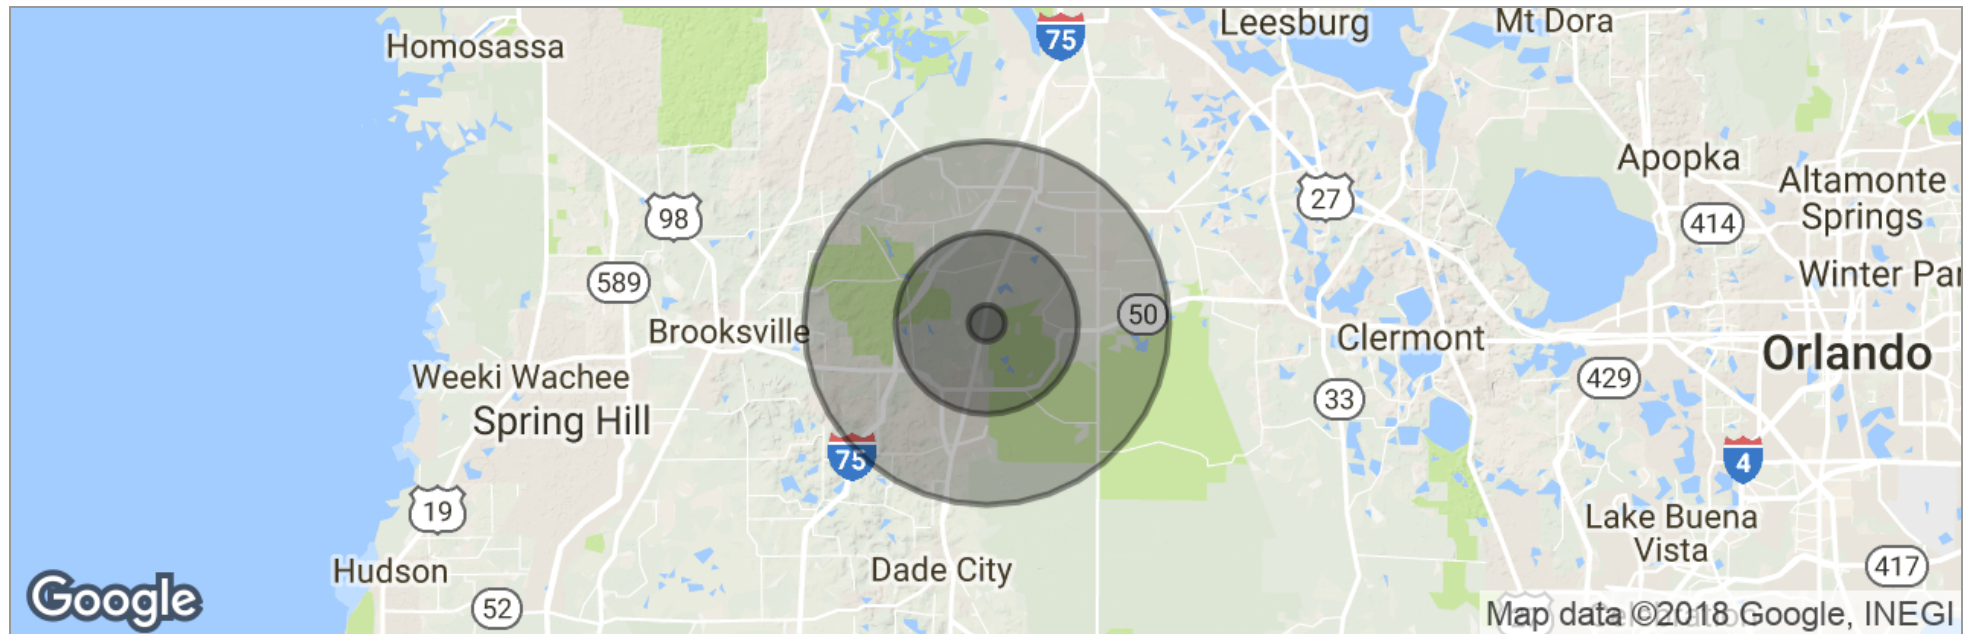 Homosassa
75
Leesburg
Mt Dora
Apopka
Altamonte
Springs
98
27
414
589
Winter Par
50
Brooksville
Clermont
Orlando
Weeki Wachee
429
33
Spring Hill
75
4
19
Lake Buena
Vista
Hudson
Dade City
417
52
Google
Map data ©2018 Google, INEGI